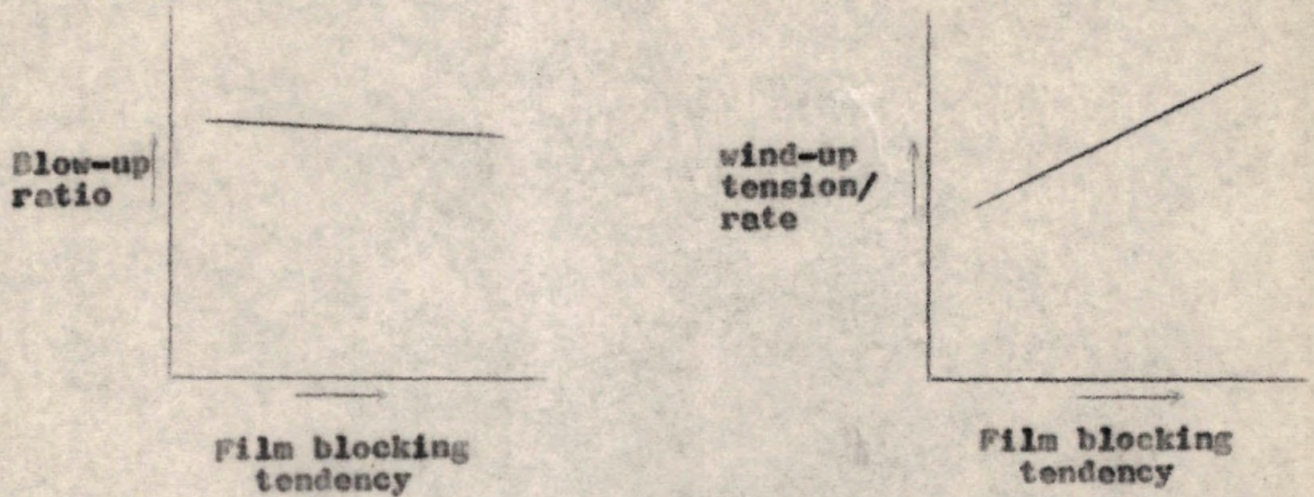 Blow-up
ratio
Film blocking
tendency
wind-up
tension/
rate
Film blocking
tendency